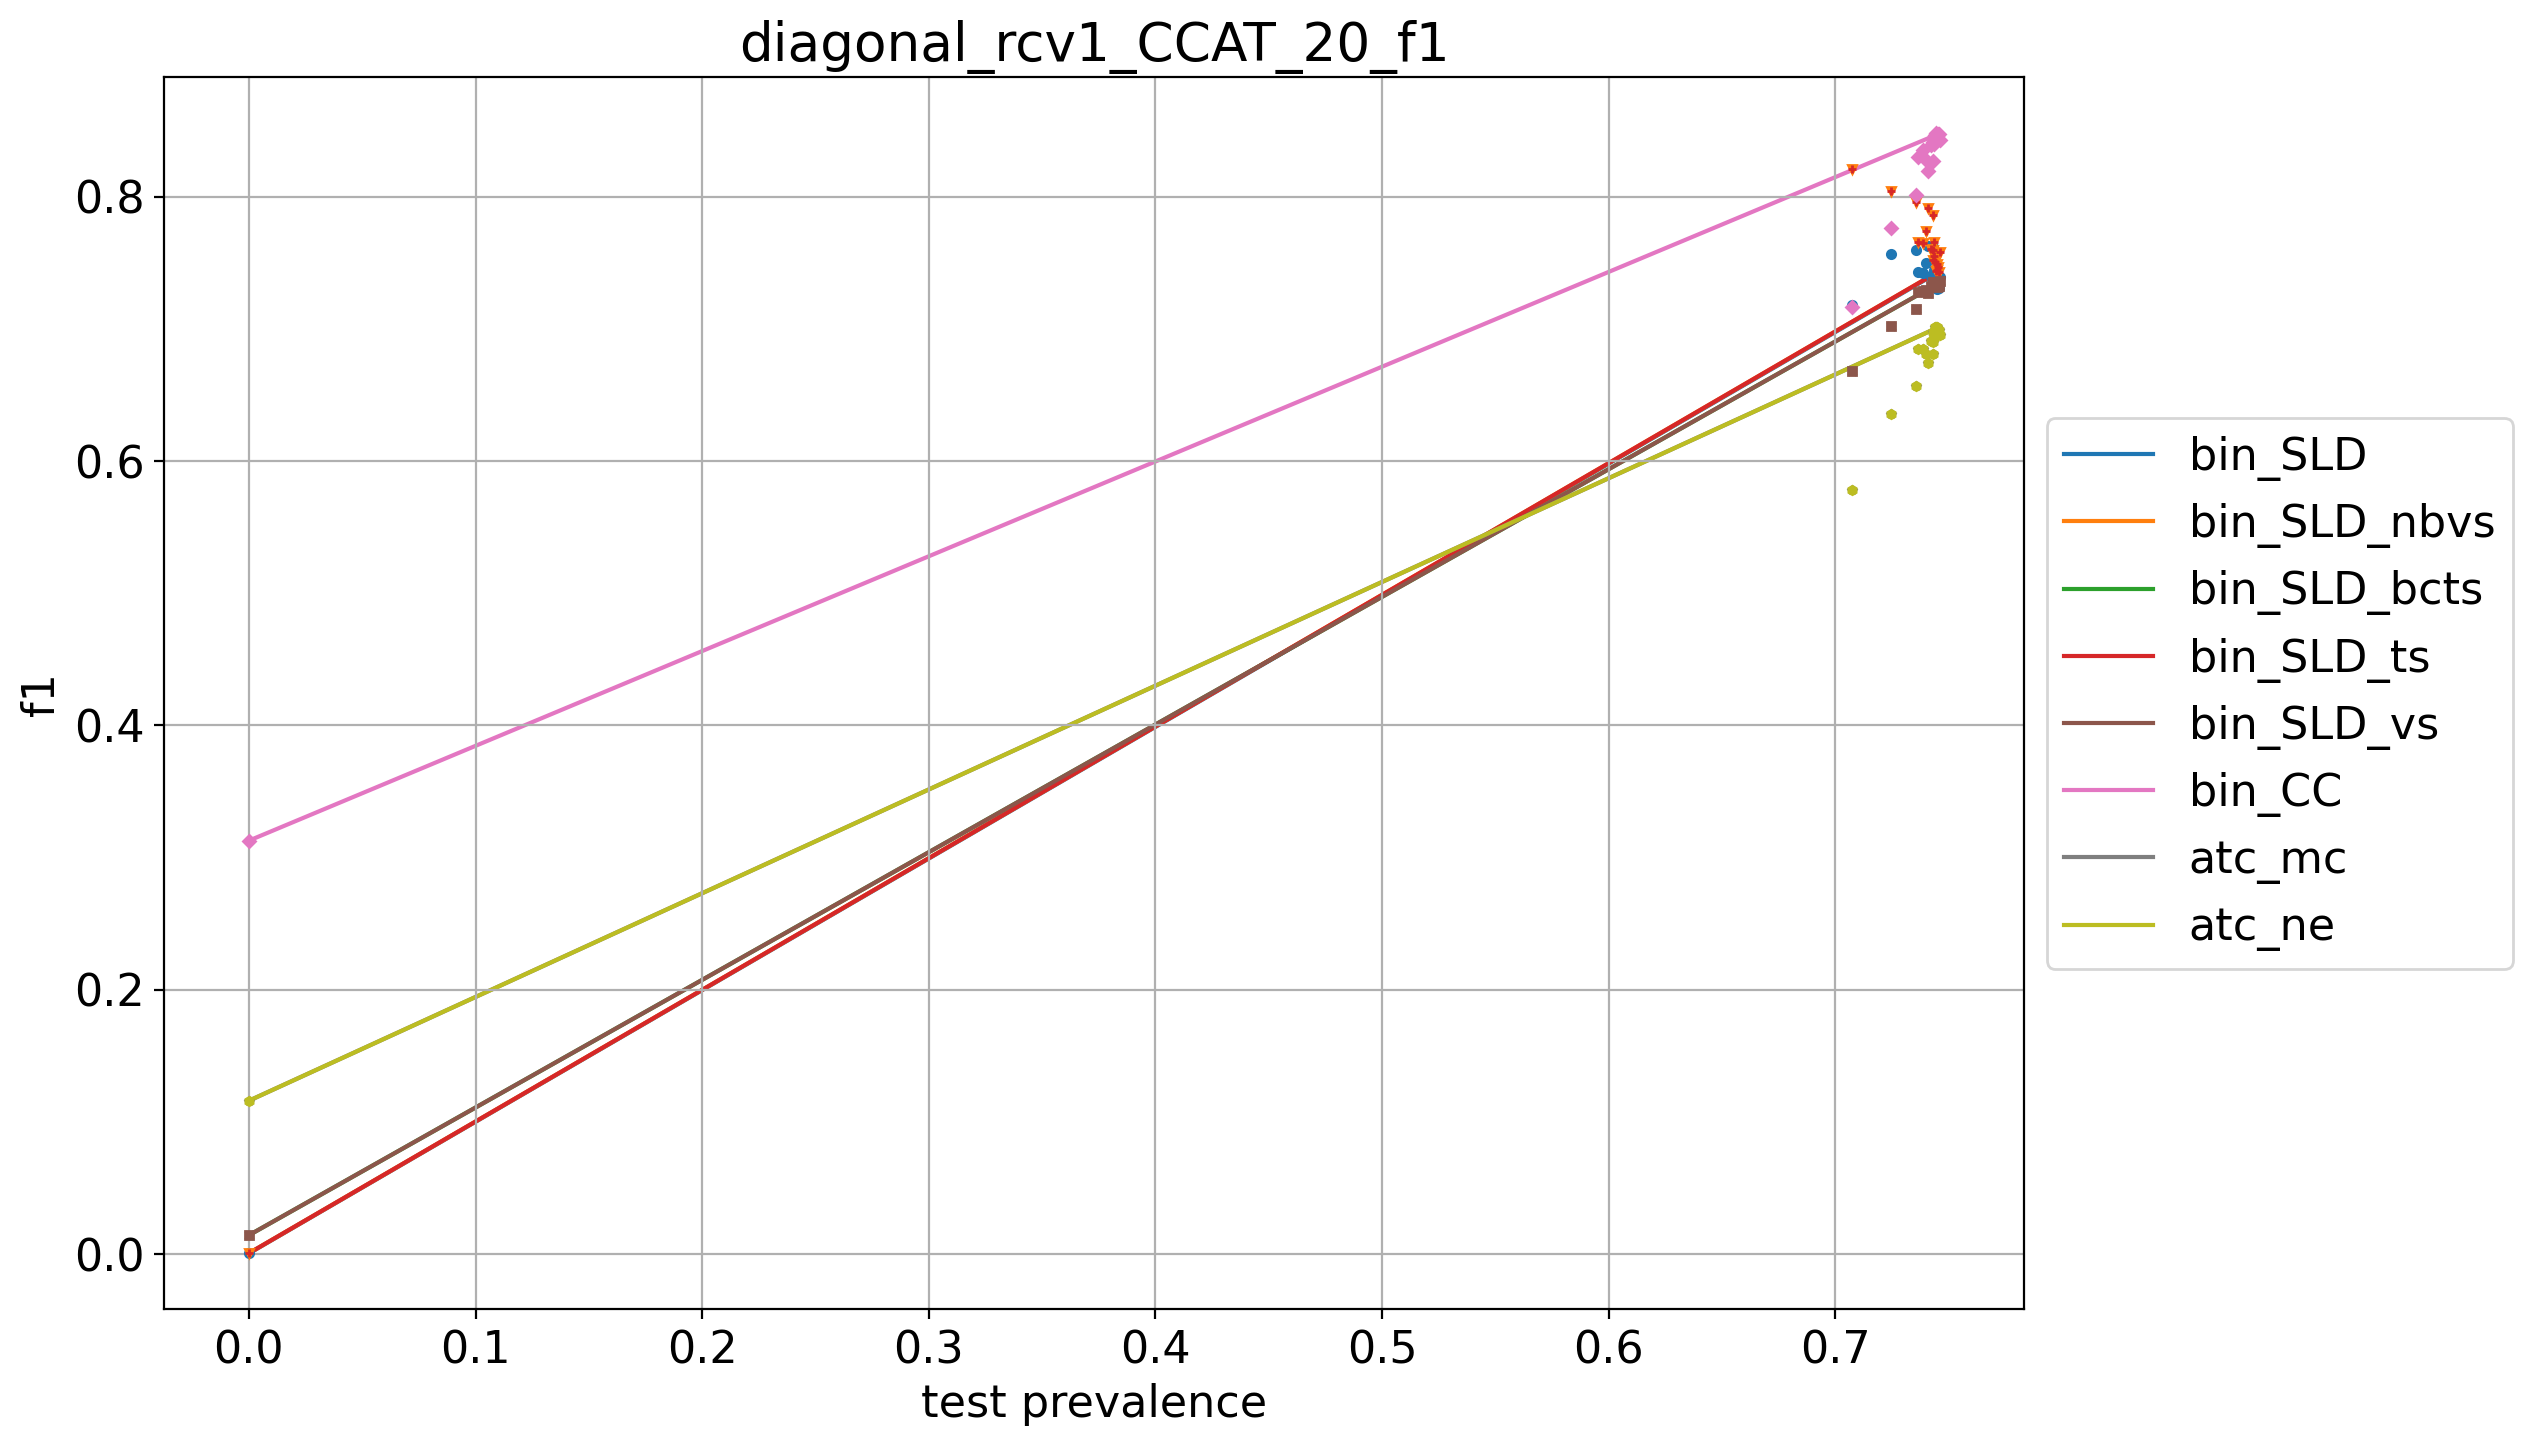 diagonal_rcv1_CCAT_20_f1
0.8
0.6
0.4
0.2
0.0
f1
0.0 0.1 0.2 0.3 0.4 0.5 0.6 0.7
test prevalence
bin_SLD
bin_SLD_nbvs
bin_SLD_bcts
bin_SLD_ts
bin_SLD_vs
bin_CC
atc_mc
atc_ne